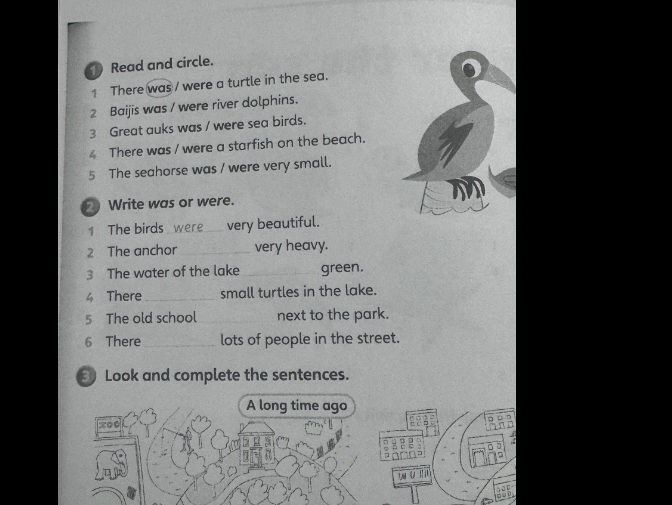 1 Read and circle.
1 There was / were a turtle in the sea.
2 Baijis was / were river dolphins.
3 Great auks was / were sea birds.
4 There was / were a starfish on the beach.
5 The seahorse was / were very small.
2 Write was or were.
1 The birds were very beautiful.
2 The anchor ________ very heavy.
3 The water of the lake ________ green.
4 There ________ small turtles in the lake.
5 The old school ________ next to the park.
6 There ________ lots of people in the street.
3 Look and complete the sentences.
A long time ago
ZOO